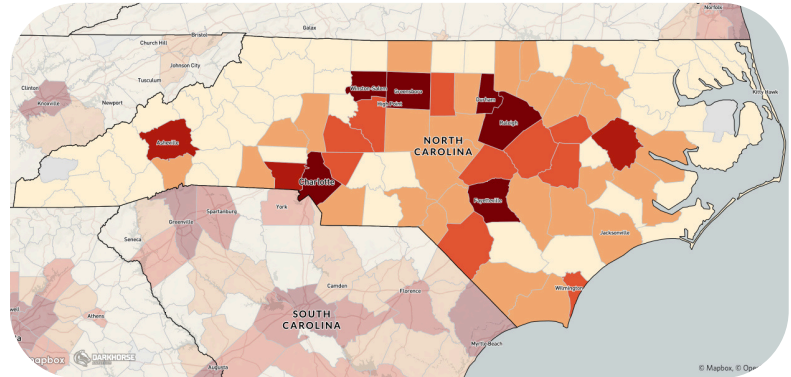 Norfolk
Galax
Bristol
Church Hill
Johnson City
Tusculum
Clinton
Knoxville
Newport
Kitty Hawk
Winston-Salem
Greensboro
High Point
Durham
Raleigh
Asheville
NORTH
CAROLINA
Charlotte
Fayetteville
Greenville
Spartanburg
York
Seneca
Jacksonville
Camden
Florence
Wilmington
SOUTH
CAROLINA
Athens
Myrtle Beach
Augusta
mapbox
DARKHORSE
© Mapbox, © Ope